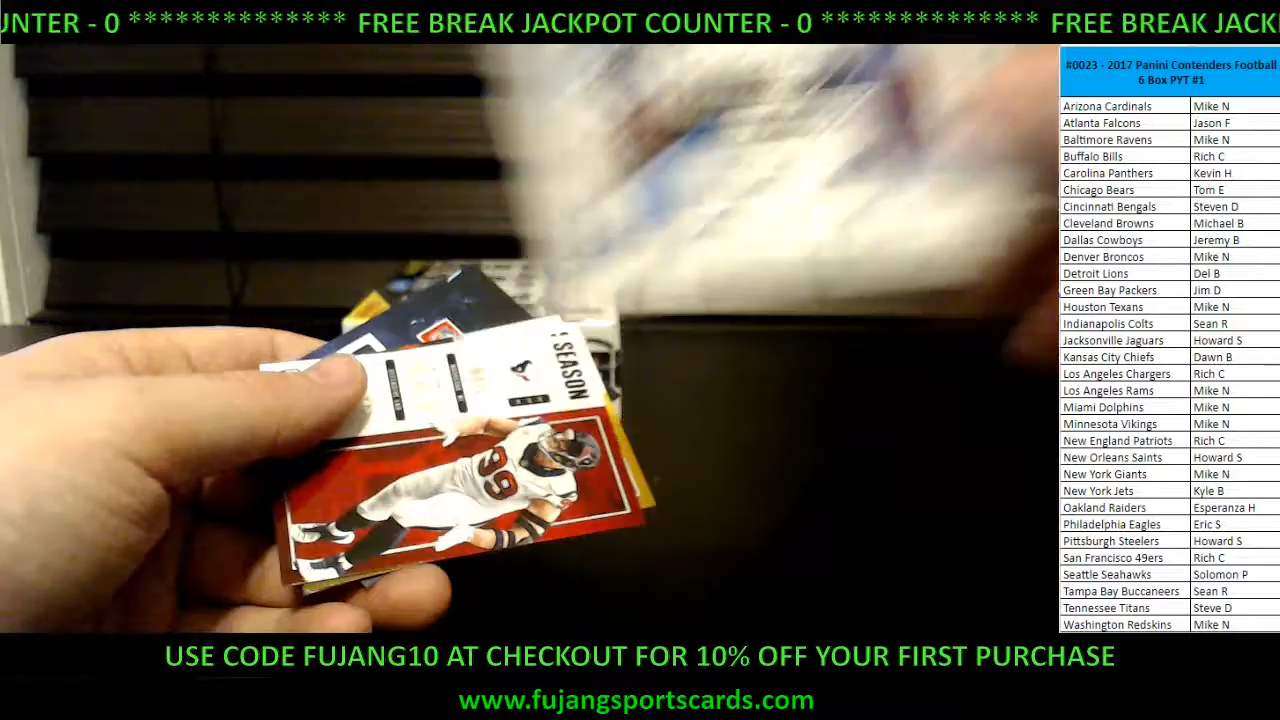 UNTER - 0 ************** FREE BREAK JACKPOT COUNTER - 0 ************** FREE BREAK JACK
#0023 - 2017 Panini Contenders Football
6 Box PYT #1
Arizona Cardinals Mike N
Atlanta Falcons Jason F
Baltimore Ravens Mike N
Buffalo Bills Rich C
Carolina Panthers Kevin H
Chicago Bears Tom E
Cincinnati Bengals Steven D
Cleveland Browns Michael B
Dallas Cowboys Jeremy B
Denver Broncos Mike N
Detroit Lions Del B
Green Bay Packers Jim D
Houston Texans Mike N
Indianapolis Colts Sean R
Jacksonville Jaguars Howard S
Kansas City Chiefs Dawn B
Los Angeles Chargers Rich C
Los Angeles Rams Mike N
Miami Dolphins Mike N
Minnesota Vikings Mike N
New England Patriots Rich C
New Orleans Saints Howard S
New York Giants Mike N
New York Jets Kyle B
Oakland Raiders Esperanza H
Philadelphia Eagles Eric S
Pittsburgh Steelers Howard S
San Francisco 49ers Rich C
Seattle Seahawks Solomon P
Tampa Bay Buccaneers Sean R
Tennessee Titans Steve D
Washington Redskins Mike N
SEASON
99
USE CODE FUJANG10 AT CHECKOUT FOR 10% OFF YOUR FIRST PURCHASE
www.fujangsportscards.com